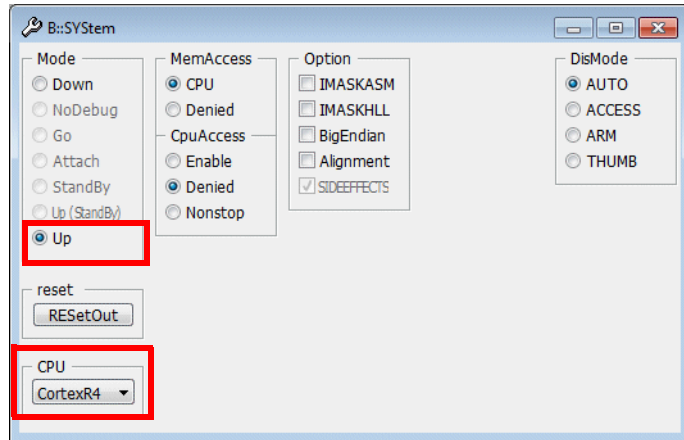 B::SYStem
Mode
Down
NoDebug
Go
Attach
StandBy
Up (StandBy)
Up
reset
RESetOut
CPU
CortexR4
MemAccess
CPU
Denied
CpuAccess
Enable
Denied
Nonstop
Option
IMASKASM
IMASKHLL
BigEndian
Alignment
SIDEEFFECTS
DisMode
AUTO
ACCESS
ARM
THUMB